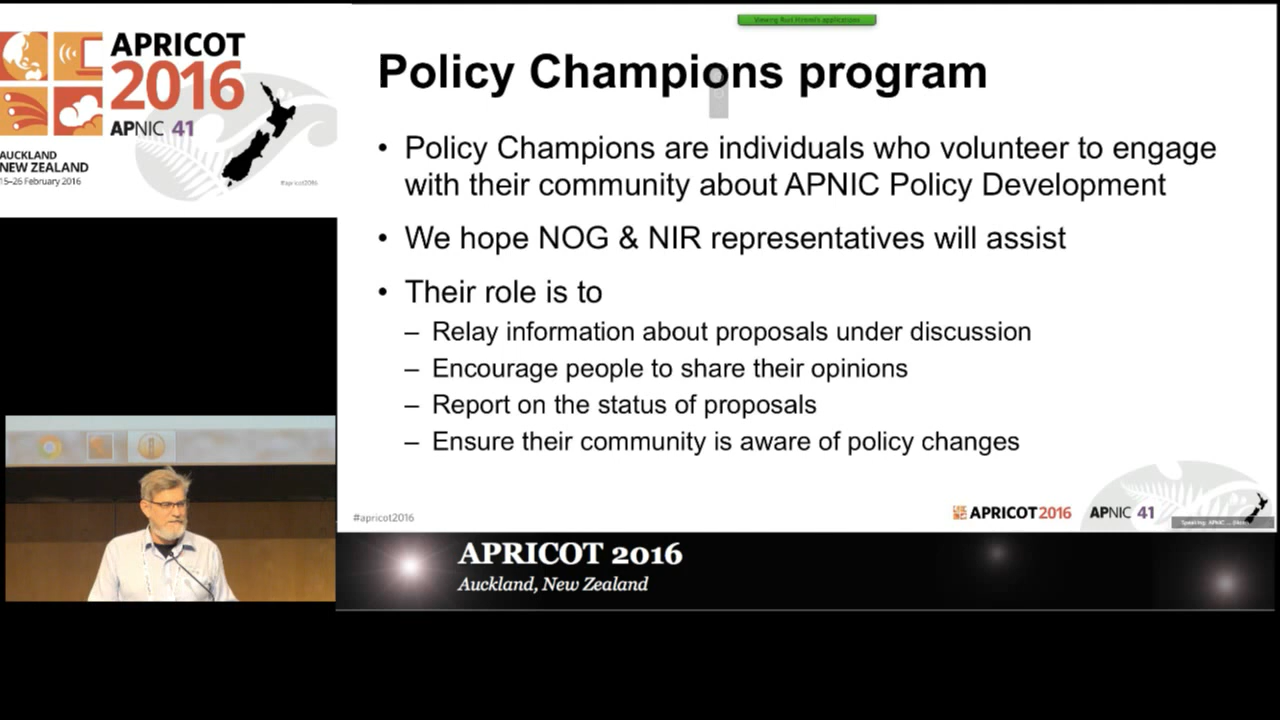 APRICOT
2016
APNIC 41
AUCKLAND
NEW ZEALAND
15–26 February 2016
#apricot2016
Policy Champions program
• Policy Champions are individuals who volunteer to engage
with their community about APNIC Policy Development
• We hope NOG & NIR representatives will assist
• Their role is to
– Relay information about proposals under discussion
– Encourage people to share their opinions
– Report on the status of proposals
– Ensure their community is aware of policy changes
#apricot2016
APRICOT 2016 APNIC 41
APRICOT 2016
Auckland, New Zealand